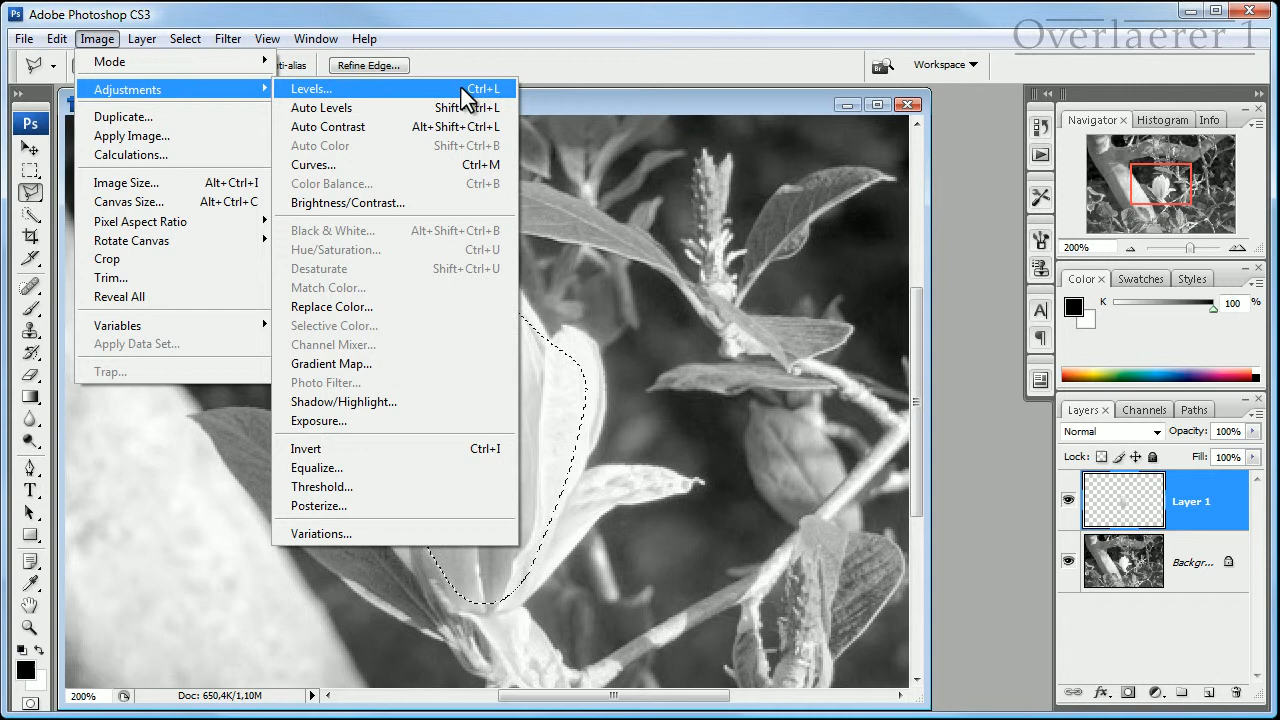 Ps Adobe Photoshop CS3
Overlaerer 1
File Edit Image Layer Select Filter View Window Help
Refine Edge...
Br
Workspace
Mode
Adjustments
Duplicate...
Apply Image...
Calculations...
Image Size... Alt+Ctrl+I
Canvas Size... Alt+Ctrl+C
Pixel Aspect Ratio
Rotate Canvas
Crop
Trim...
Reveal All
Variables
Apply Data Set...
Trap...
Levels... Ctrl+L
Auto Levels
Auto Contrast Alt+Shift+Ctrl+L
Auto Color Shift+Ctrl+B
Curves... Ctrl+M
Color Balance... Ctrl+B
Brightness/Contrast...
Black & White... Alt+Shift+Ctrl+B
Hue/Saturation... Ctrl+U
Desaturate Shift+Ctrl+U
Match Color...
Replace Color...
Selective Color...
Channel Mixer...
Gradient Map...
Photo Filter...
Shadow/Highlight...
Exposure...
Invert Ctrl+I
Equalize...
Threshold...
Posterize...
Variations...
Ps
T
A
Navigator × Histogram Info
200%
Color × Swatches Styles
K 100 %
Layers × Channels Paths
Normal Opacity: 100%
Lock: Fill: 100%
Layer 1
Backgr...
fx
200% Doc: 650,4K/1,10M